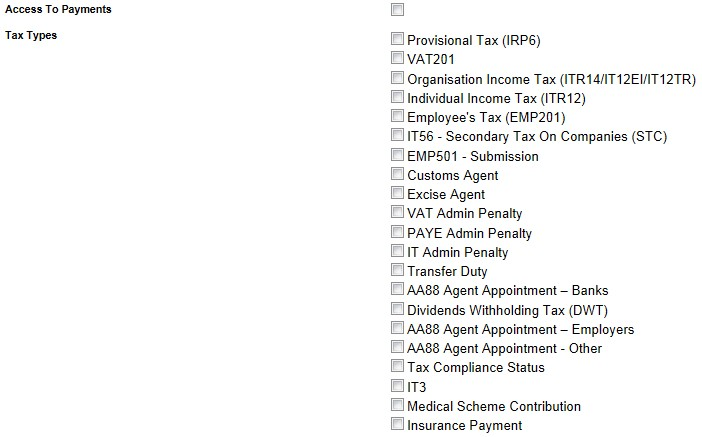 Access To Payments
Tax Types
Provisional Tax (IRP6)
VAT201
Organisation Income Tax (ITR14/IT12EI/IT12TR)
Individual Income Tax (ITR12)
Employee's Tax (EMP201)
IT56 - Secondary Tax On Companies (STC)
EMP501 - Submission
Customs Agent
Excise Agent
VAT Admin Penalty
PAYE Admin Penalty
IT Admin Penalty
Transfer Duty
AA88 Agent Appointment – Banks
Dividends Withholding Tax (DWT)
AA88 Agent Appointment – Employers
AA88 Agent Appointment - Other
Tax Compliance Status
IT3
Medical Scheme Contribution
Insurance Payment